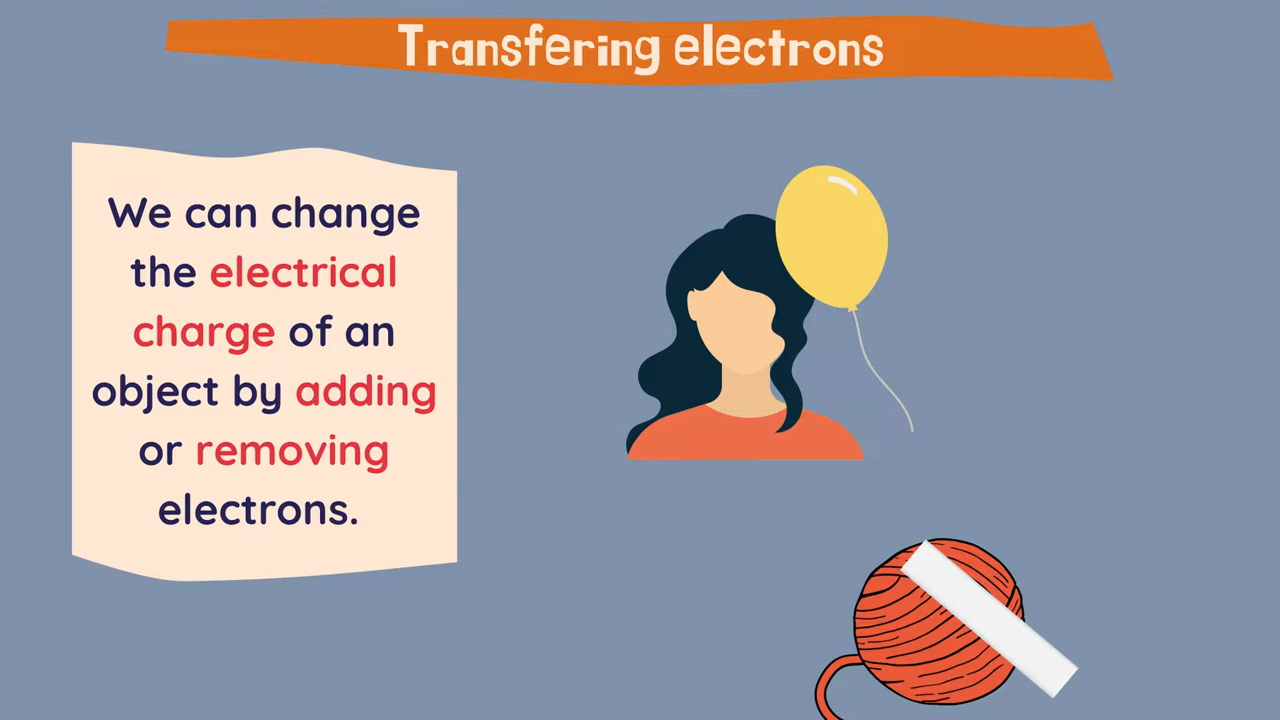 Transfering electrons
We can change
the electrical
charge of an
object by adding
or removing
electrons.